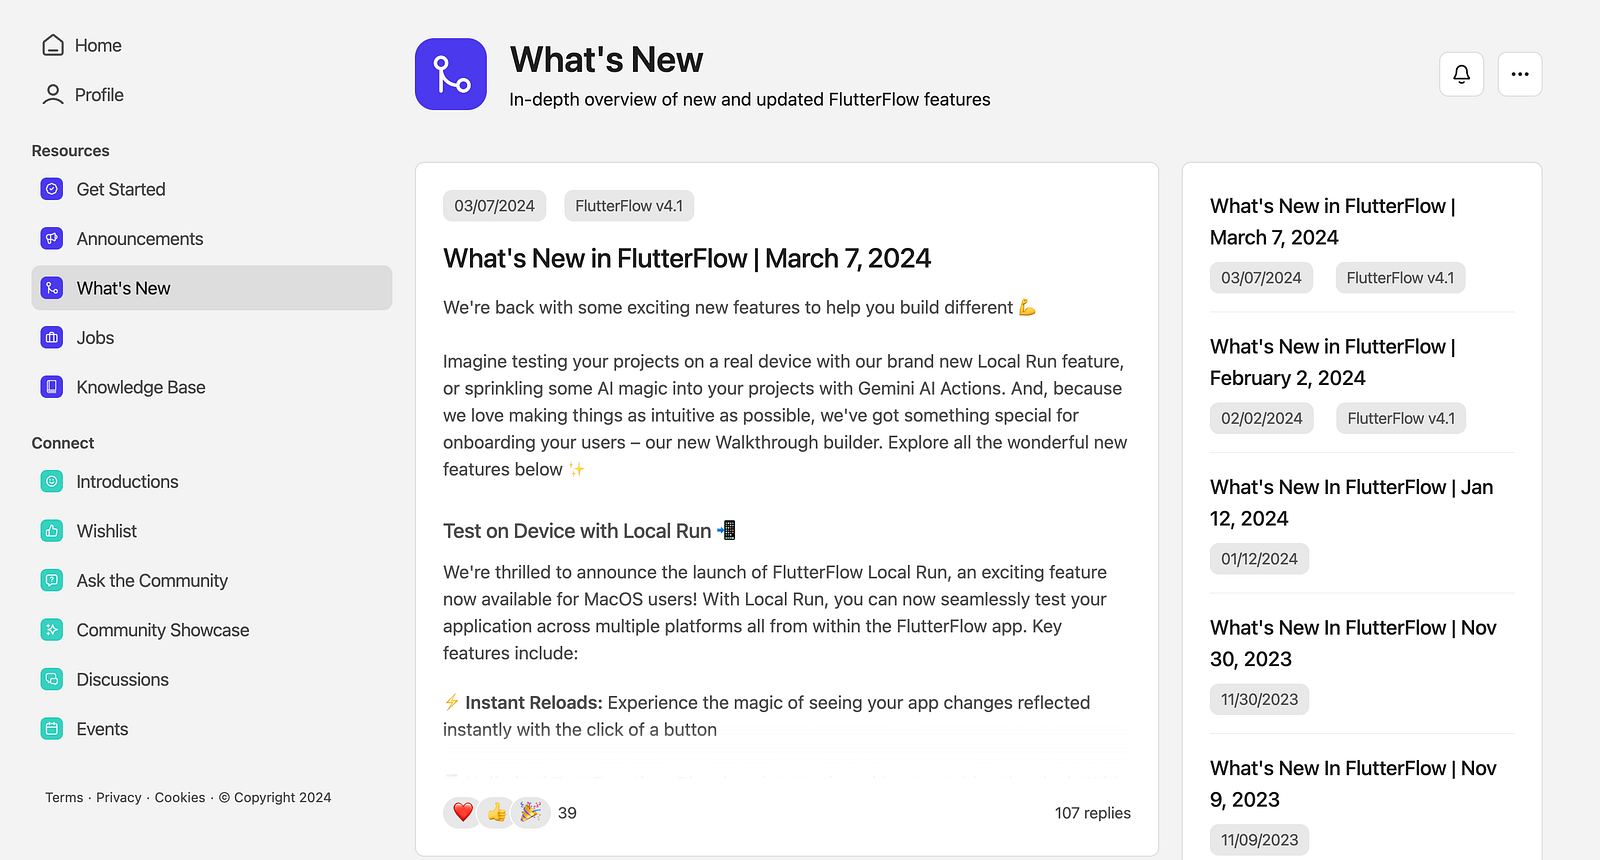 Home
Profile
Resources
Get Started
Announcements
What's New
Jobs
Knowledge Base
Connect
Introductions
Wishlist
Ask the Community
Community Showcase
Discussions
Events
Terms · Privacy · Cookies · © Copyright 2024
What's New
In-depth overview of new and updated FlutterFlow features
03/07/2024 FlutterFlow v4.1
What's New in FlutterFlow | March 7, 2024
We're back with some exciting new features to help you build different 💪
Imagine testing your projects on a real device with our brand new Local Run feature,
or sprinkling some AI magic into your projects with Gemini AI Actions. And, because
we love making things as intuitive as possible, we've got something special for
onboarding your users – our new Walkthrough builder. Explore all the wonderful new
features below ✨
Test on Device with Local Run 📲
We're thrilled to announce the launch of FlutterFlow Local Run, an exciting feature
now available for MacOS users! With Local Run, you can now seamlessly test your
application across multiple platforms all from within the FlutterFlow app. Key
features include:
⚡ Instant Reloads: Experience the magic of seeing your app changes reflected
instantly with the click of a button
39
107 replies
What's New in FlutterFlow |
March 7, 2024
03/07/2024 FlutterFlow v4.1
What's New in FlutterFlow |
February 2, 2024
02/02/2024 FlutterFlow v4.1
What's New In FlutterFlow | Jan
12, 2024
01/12/2024
What's New In FlutterFlow | Nov
30, 2023
11/30/2023
What's New In FlutterFlow | Nov
9, 2023
11/09/2023